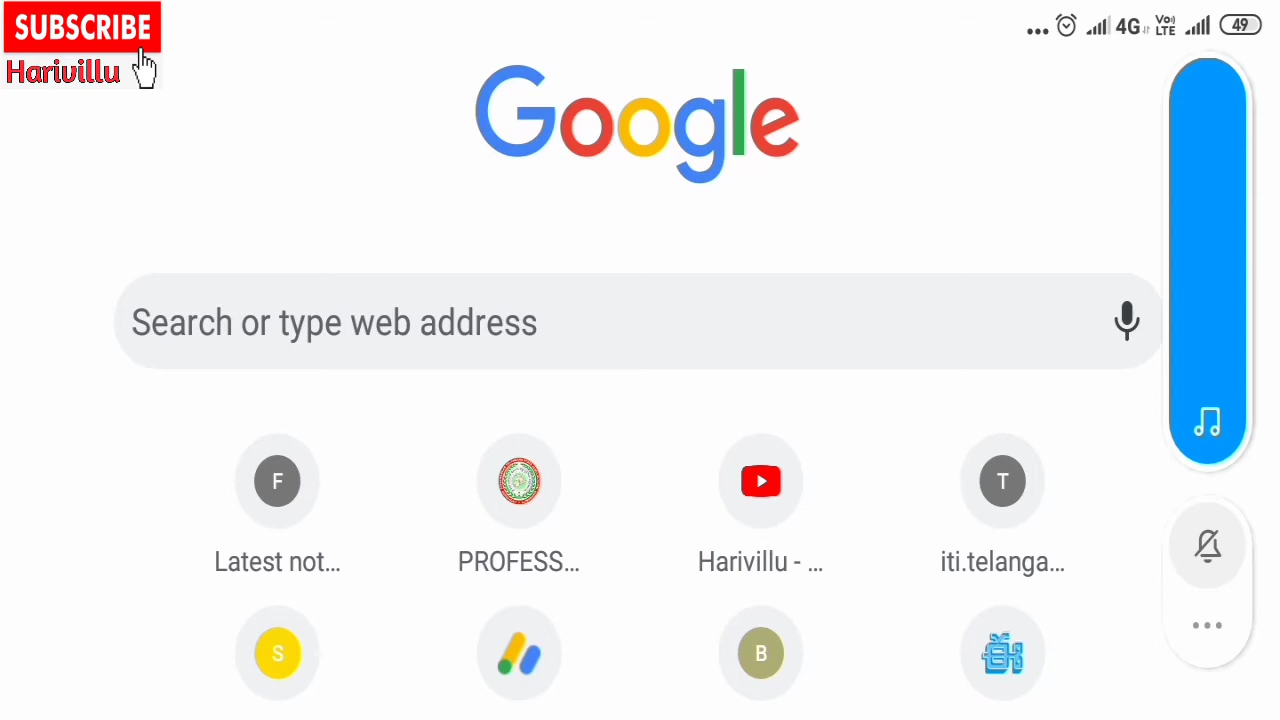 SUBSCRIBE
Harivillu
... 4G Vo) LTE 49
Google
Search or type web address
F
T
Latest not...
PROFESS...
Harivillu - ...
iti.telanga...
S
B
ఈ